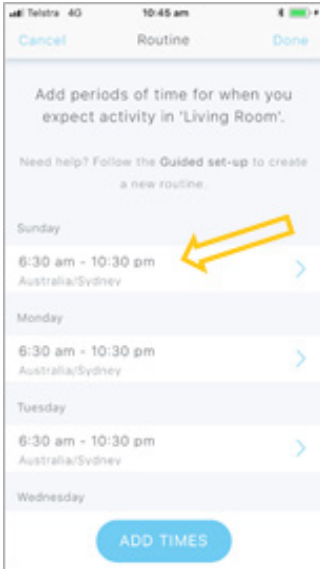 Telstra 4G 10:45 am
Cancel Routine Done
Add periods of time for when you
expect activity in 'Living Room'.
Need help? Follow the Guided set-up to create
a new routine.
Sunday
6:30 am - 10:30 pm
Australia/Sydney
Monday
6:30 am - 10:30 pm
Australia/Sydney
Tuesday
6:30 am - 10:30 pm
Australia/Sydney
Wednesday
ADD TIMES